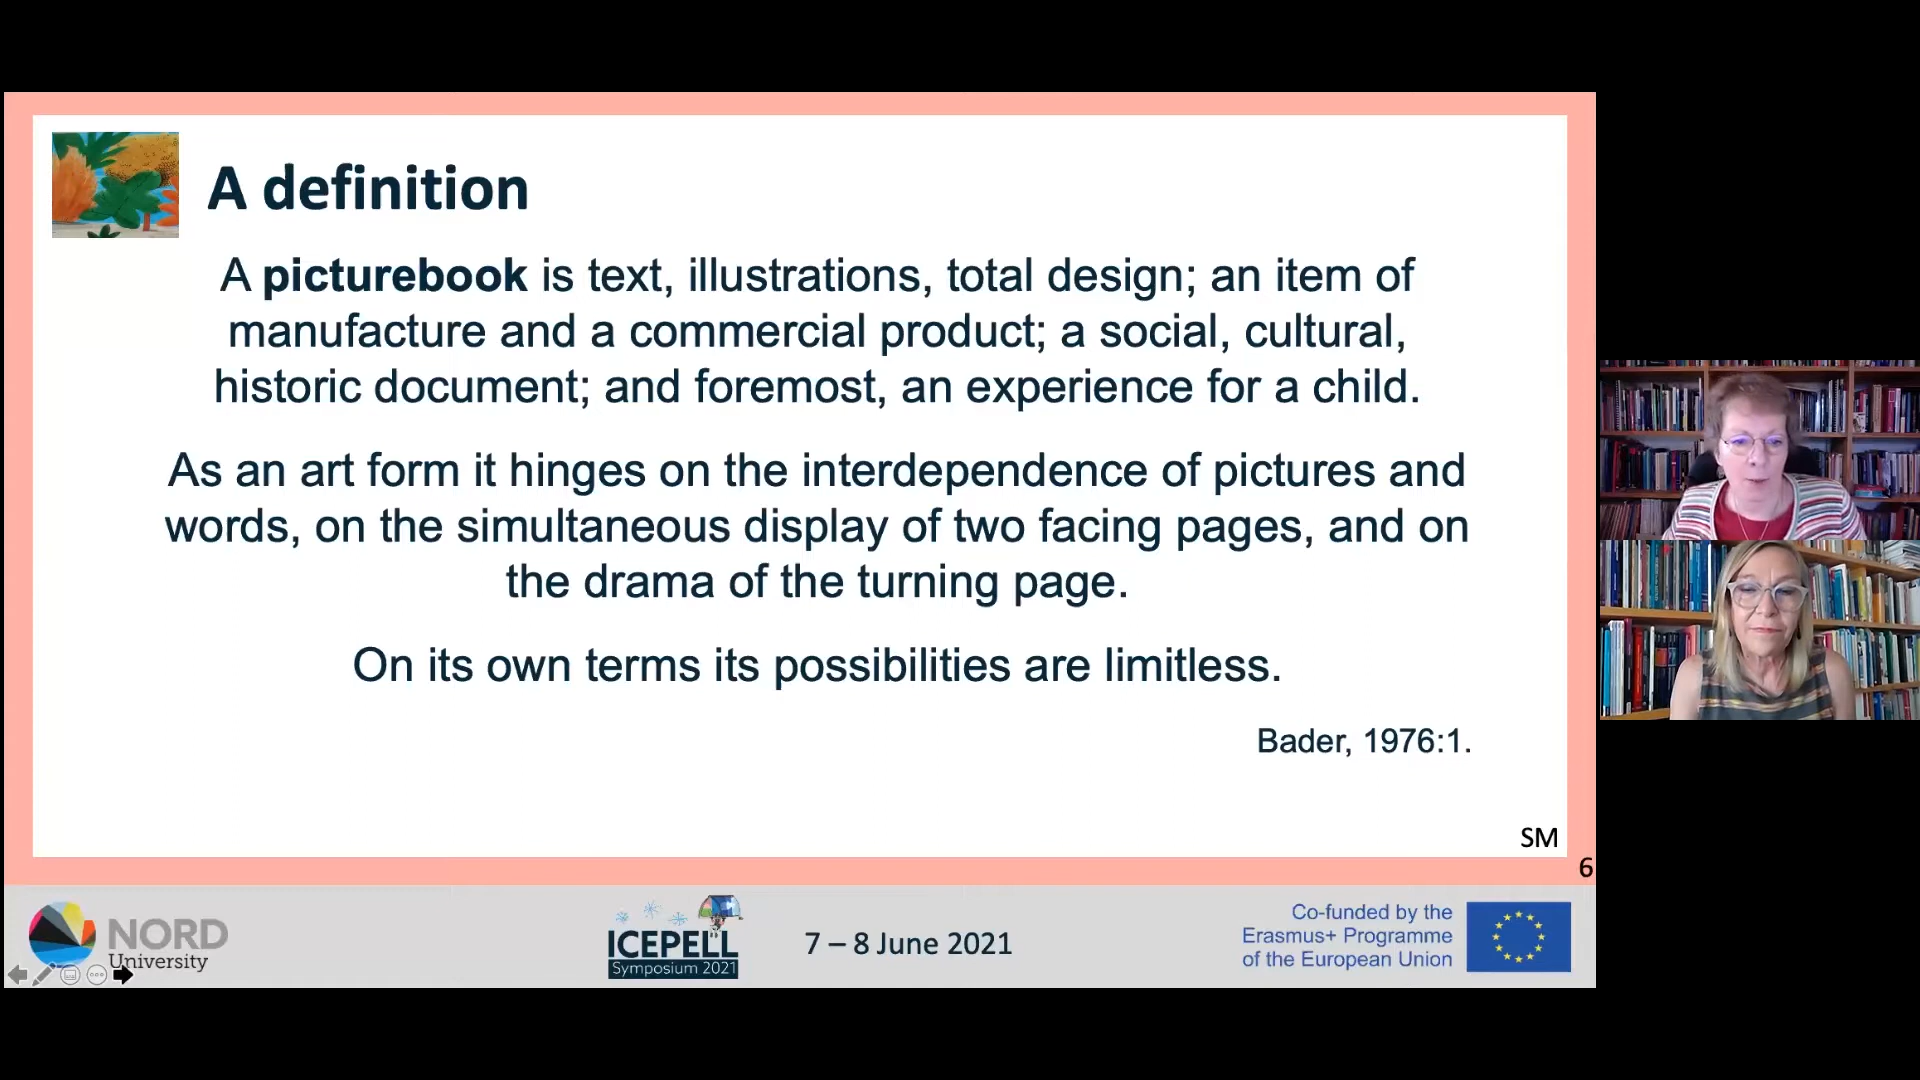 A definition
A picturebook is text, illustrations, total design; an item of
manufacture and a commercial product; a social, cultural,
historic document; and foremost, an experience for a child.
As an art form it hinges on the interdependence of pictures and
words, on the simultaneous display of two facing pages, and on
the drama of the turning page.
On its own terms its possibilities are limitless.
Bader, 1976:1.
SM
6
NORD
University
ICEPELL
Symposium 2021
7 – 8 June 2021
Co-funded by the
Erasmus+ Programme
of the European Union